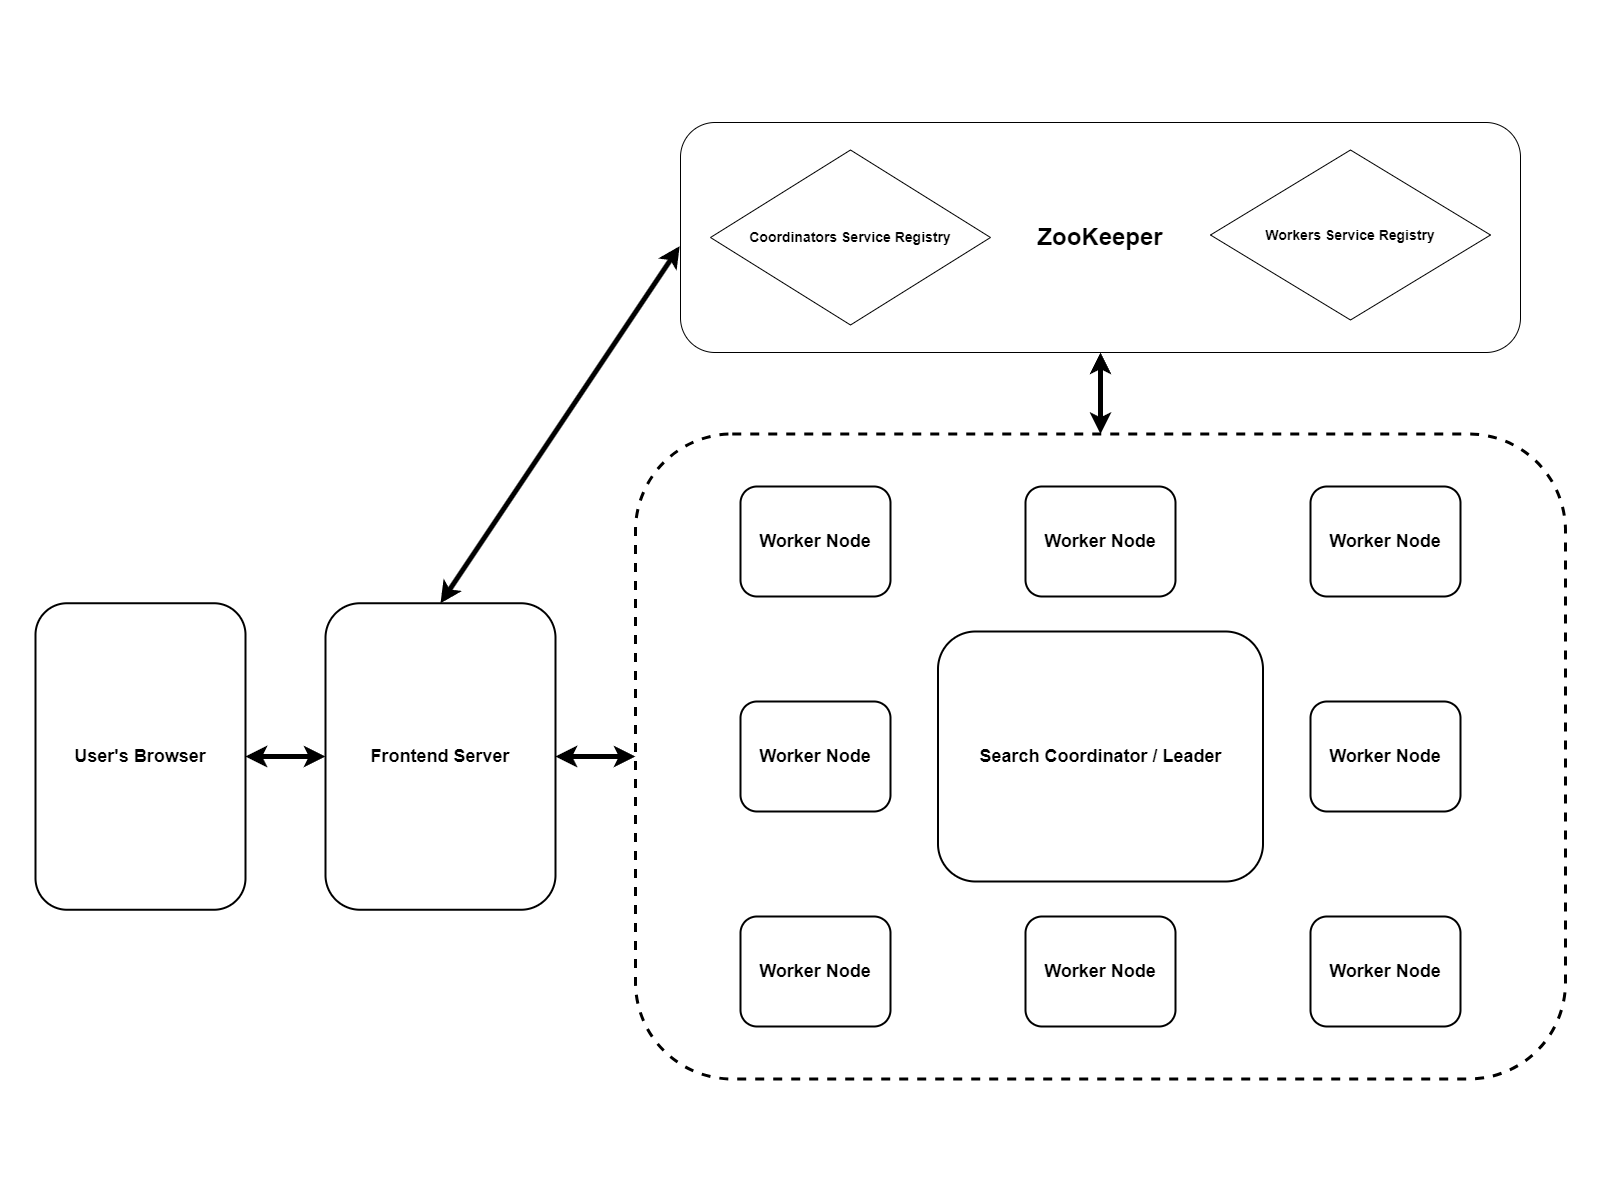 Coordinators Service Registry
ZooKeeper
Workers Service Registry
Worker Node
Worker Node
Worker Node
User's Browser
Frontend Server
Worker Node
Search Coordinator / Leader
Worker Node
Worker Node
Worker Node
Worker Node